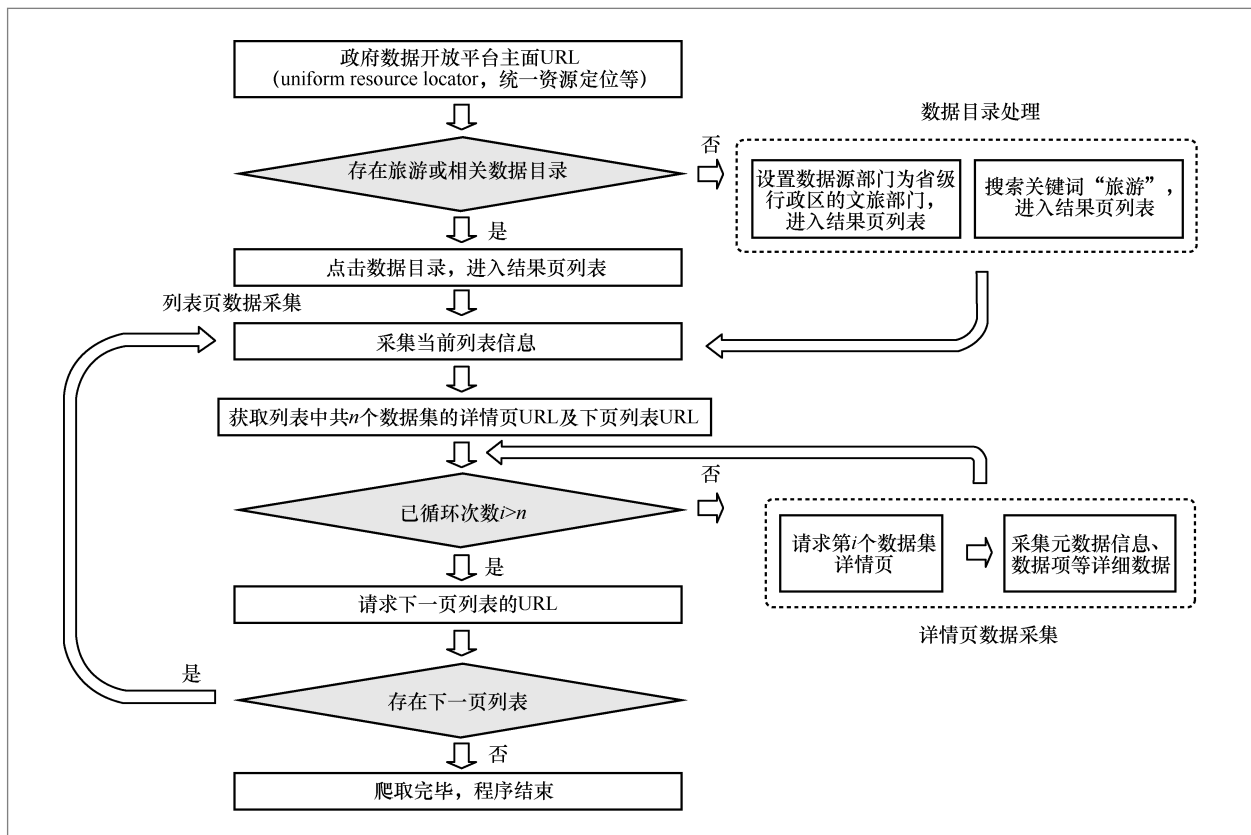 政府数据开放平台主面URL
（uniform resource locator，统一资源定位等）
数据目录处理
存在旅游或相关数据目录
否
设置数据源部门为省级
行政区的文旅部门，
进入结果页列表
搜索关键词“旅游”，
进入结果页列表
是
点击数据目录，进入结果页列表
列表页数据采集
采集当前列表信息
获取列表中共n个数据集的详情页URL及下页列表URL
否
已循环次数i>n
请求第i个数据集
详情页
采集元数据信息、
数据项等详细数据
是
请求下一页列表的URL
详情页数据采集
是
存在下一页列表
否
爬取完毕，程序结束